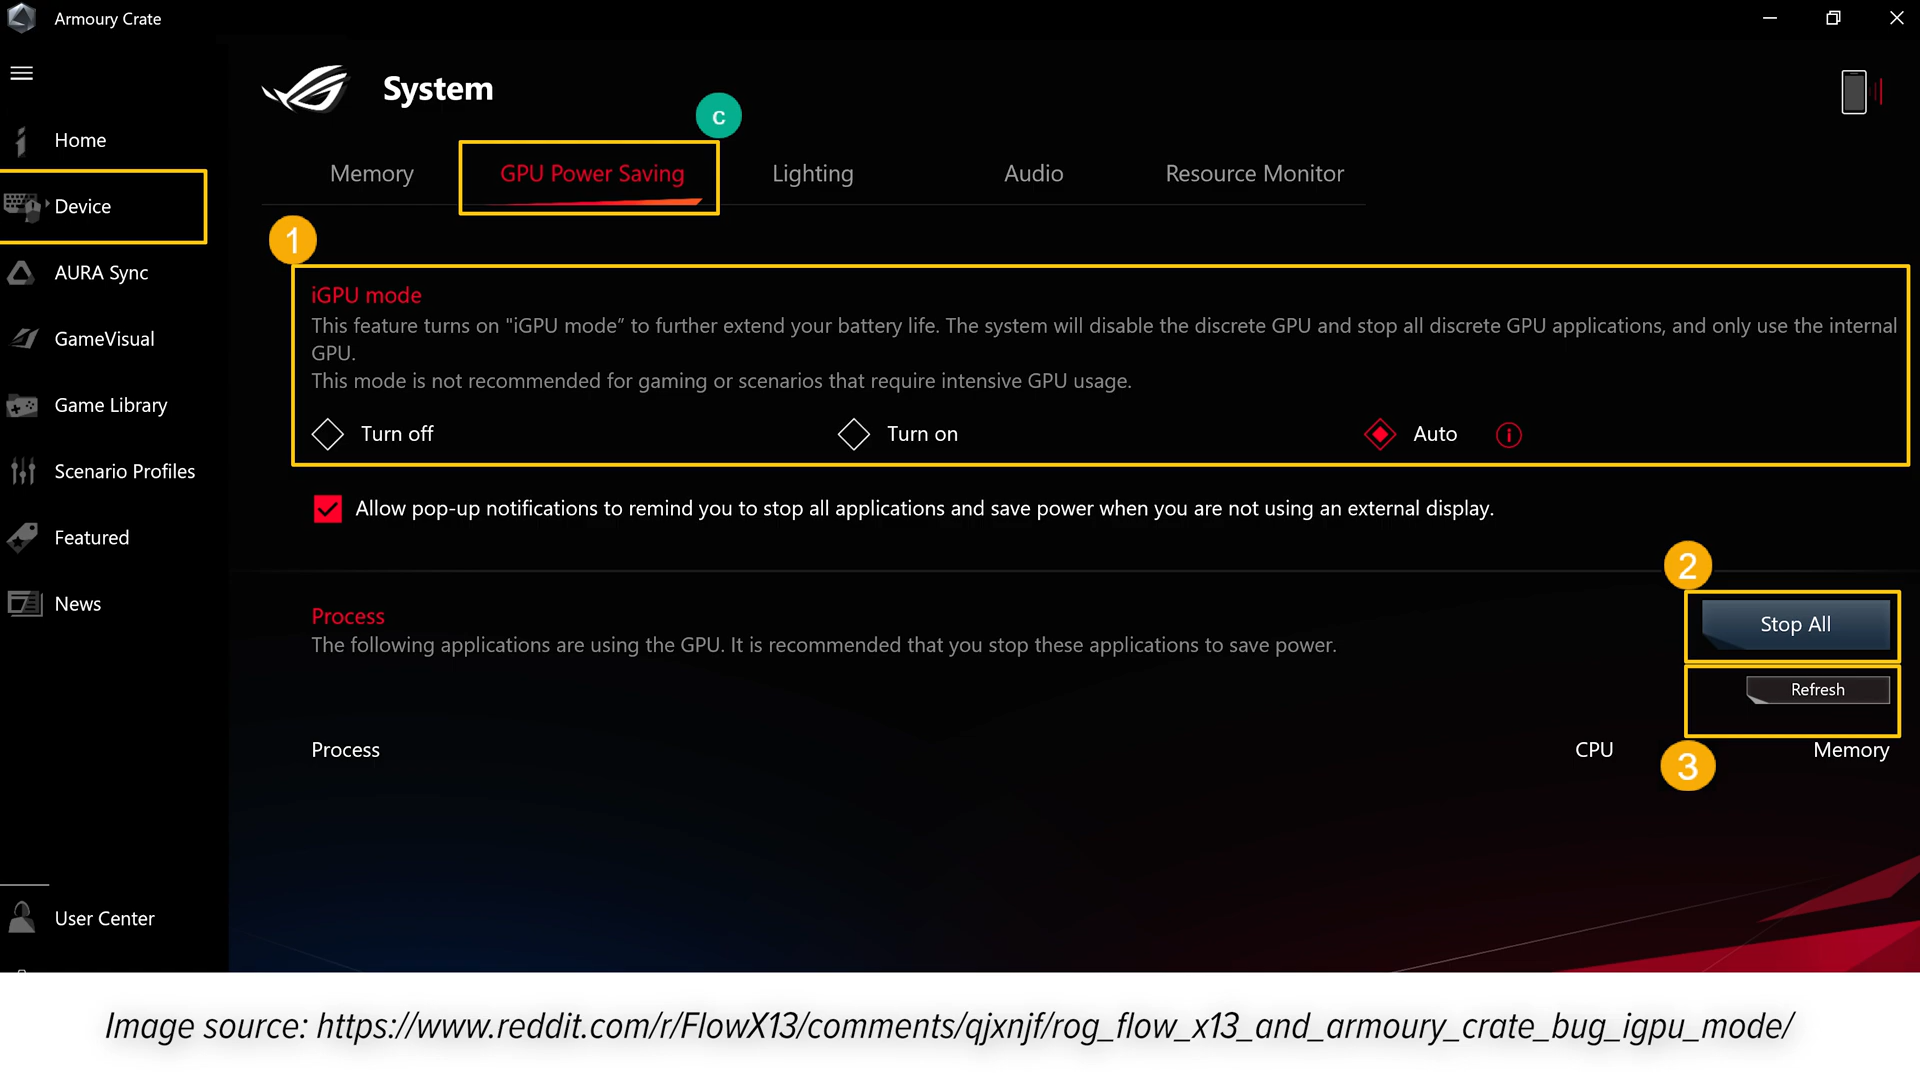 Armoury Crate
System
c
Home
Device
AURA Sync
GameVisual
Game Library
Scenario Profiles
Featured
News
User Center
Memory
GPU Power Saving
Lighting
Audio
Resource Monitor
1
iGPU mode
This feature turns on "iGPU mode” to further extend your battery life. The system will disable the discrete GPU and stop all discrete GPU applications, and only use the internal
GPU.
This mode is not recommended for gaming or scenarios that require intensive GPU usage.
Turn off
Turn on
Auto
Allow pop-up notifications to remind you to stop all applications and save power when you are not using an external display.
2
Process
Stop All
The following applications are using the GPU. It is recommended that you stop these applications to save power.
Refresh
Process
CPU
3
Memory
Image source: https://www.reddit.com/r/FlowX13/comments/qjxnjf/rog_flow_x13_and_armoury_crate_bug_igpu_mode/